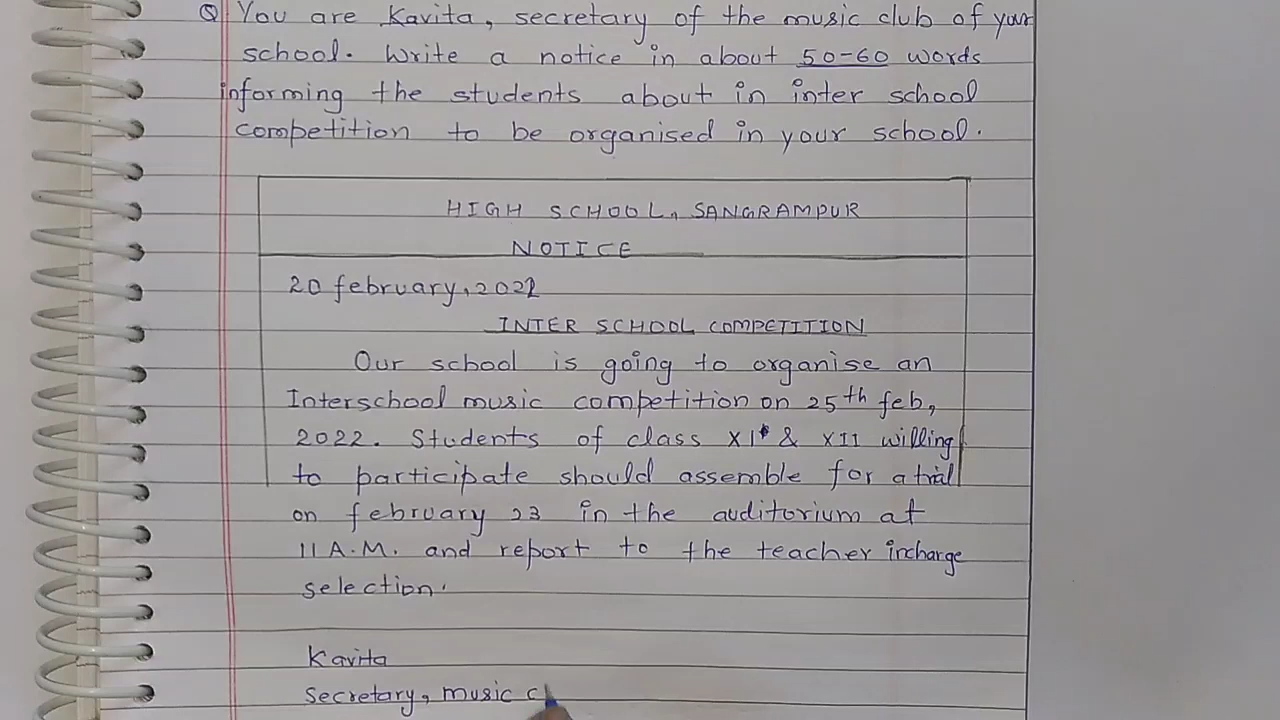 Q You are Kavita, secretary of the music club of your
school. Write a notice in about 50-60 words
informing the students about in inter school
competition to be organised in your school.
HIGH SCHOOL, SANGRAMPUR
NOTICE
20 february, 2022
INTER SCHOOL COMPETITION
Our school is going to organise an
Interschool music competition on 25th feb,
2022. Students of class XI & XII willing
to participate should assemble for a trial
on february 23 in the auditorium at
11 A.M. and report to the teacher incharge
selection.
Kavita
Secretary, music c